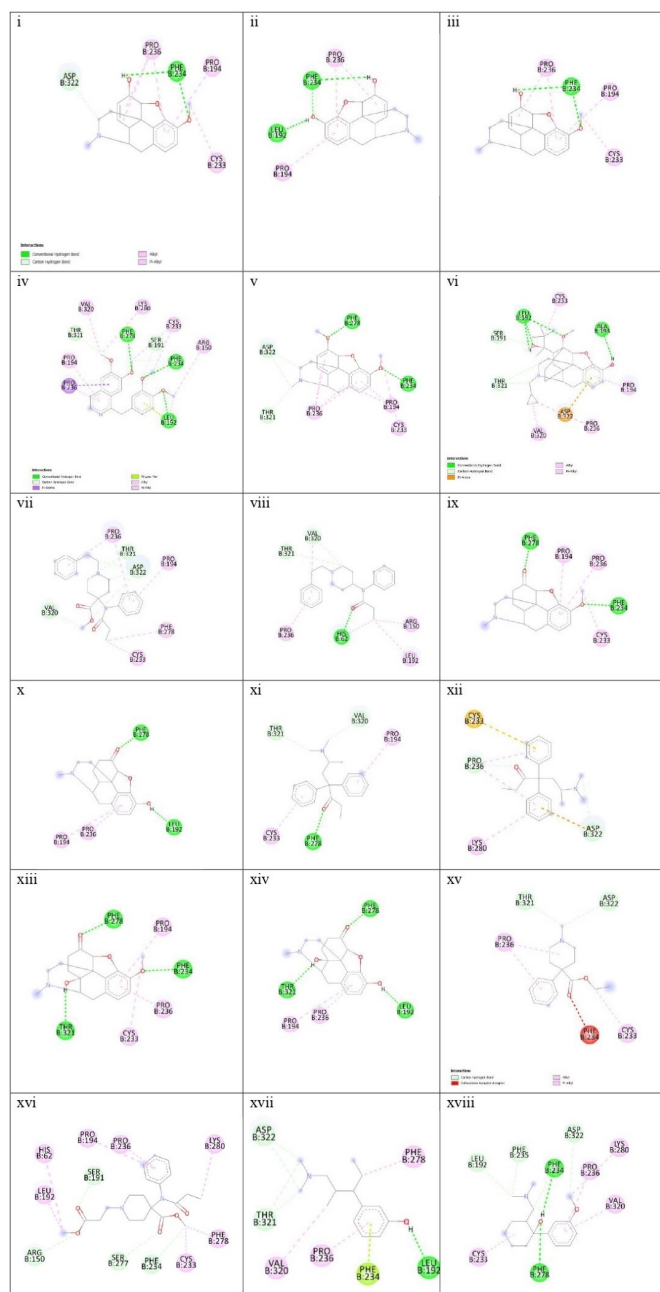 i
PRO
B:236
PHE
B:234
PRO
B:194
ASP
B:322
H
O
O
O
CYS
B:233
Interactions
Conventional Hydrogen Bond
Carbon Hydrogen Bond
Alkyl
Pi-Alkyl
ii
PRO
B:236
PHE
B:234
H
O
O
H
O
LEU
B:192
PRO
B:194
iii
PRO
B:236
PHE
B:234
PRO
B:194
H
O
O
O
CYS
B:233
iv
VAL
B:320
LYS
B:280
CYS
B:233
THR
B:321
PHE
B:278
SER
B:191
ARG
B:150
PRO
B:194
PHE
B:234
PRO
B:236
LEU
B:192
Interactions
Conventional Hydrogen Bond
Carbon Hydrogen Bond
Alkyl
Pi-Alkyl
v
PHE
B:278
ASP
B:322
PHE
B:234
THR
B:321
PRO
B:236
PRO
B:194
CYS
B:233
vi
CYS
B:233
LEU
B:192
SER
B:191
ALA
B:193
THR
B:321
PRO
B:194
ASP
B:322
VAL
B:320
PRO
B:236
Interactions
Conventional Hydrogen Bond
Carbon Hydrogen Bond
Pi-Anion
Alkyl
Pi-Alkyl
vii
PRO
B:236
THR
B:321
ASP
B:322
PRO
B:194
VAL
B:320
PHE
B:278
CYS
B:233
viii
VAL
B:320
THR
B:321
PRO
B:236
HIS
B:62
ARG
B:150
LEU
B:192
ix
PHE
B:278
PRO
B:194
PRO
B:236
PHE
B:234
CYS
B:233
x
PHE
B:278
LEU
B:192
PRO
B:194
PRO
B:236
xi
THR
B:321
VAL
B:320
PRO
B:194
CYS
B:233
PHE
B:278
xii
CYS
B:233
PRO
B:236
LYS
B:280
ASP
B:322
xiii
PHE
B:278
PRO
B:194
PHE
B:234
PRO
B:236
THR
B:321
CYS
B:233
xiv
PHE
B:278
THR
B:321
PRO
B:194
PRO
B:236
LEU
B:192
xv
THR
B:321
ASP
B:322
PRO
B:236
PHE
B:234
CYS
B:233
Interactions
Carbon Hydrogen Bond
Alkyl
Pi-Alkyl
xvi
PRO
B:194
PRO
B:236
LYS
B:280
HIS
B:62
SER
B:191
LEU
B:192
ARG
B:150
SER
B:277
PHE
B:234
CYS
B:233
PHE
B:278
xvii
ASP
B:322
PHE
B:278
THR
B:321
VAL
B:320
PRO
B:236
PHE
B:234
LEU
B:192
xviii
ASP
B:322
PHE
B:235
LEU
B:192
PHE
B:234
LYS
B:280
PRO
B:236
VAL
B:320
CYS
B:233
PHE
B:278